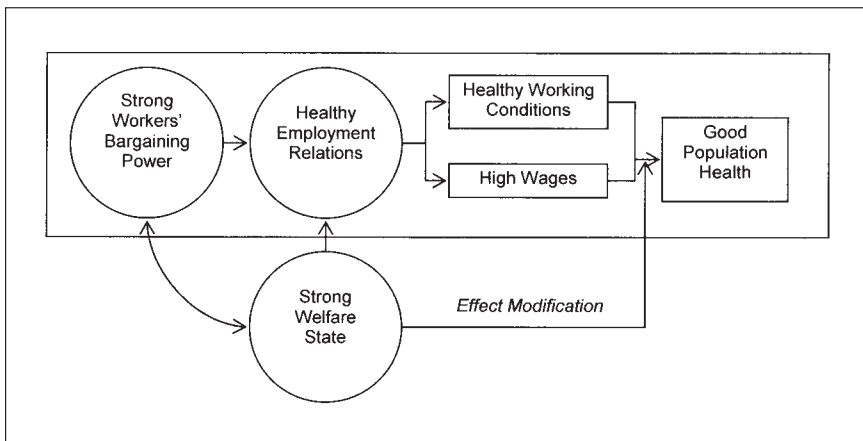 Strong
Workers'
Bargaining
Power
Healthy
Employment
Relations
Healthy Working
Conditions
High Wages
Good
Population
Health
Strong
Welfare
State
Effect Modification